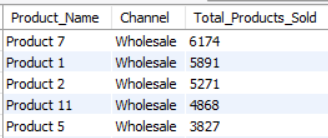 Product_Name Channel Total_Products_Sold
Product 7 Wholesale 6174
Product 1 Wholesale 5891
Product 2 Wholesale 5271
Product 11 Wholesale 4868
Product 5 Wholesale 3827